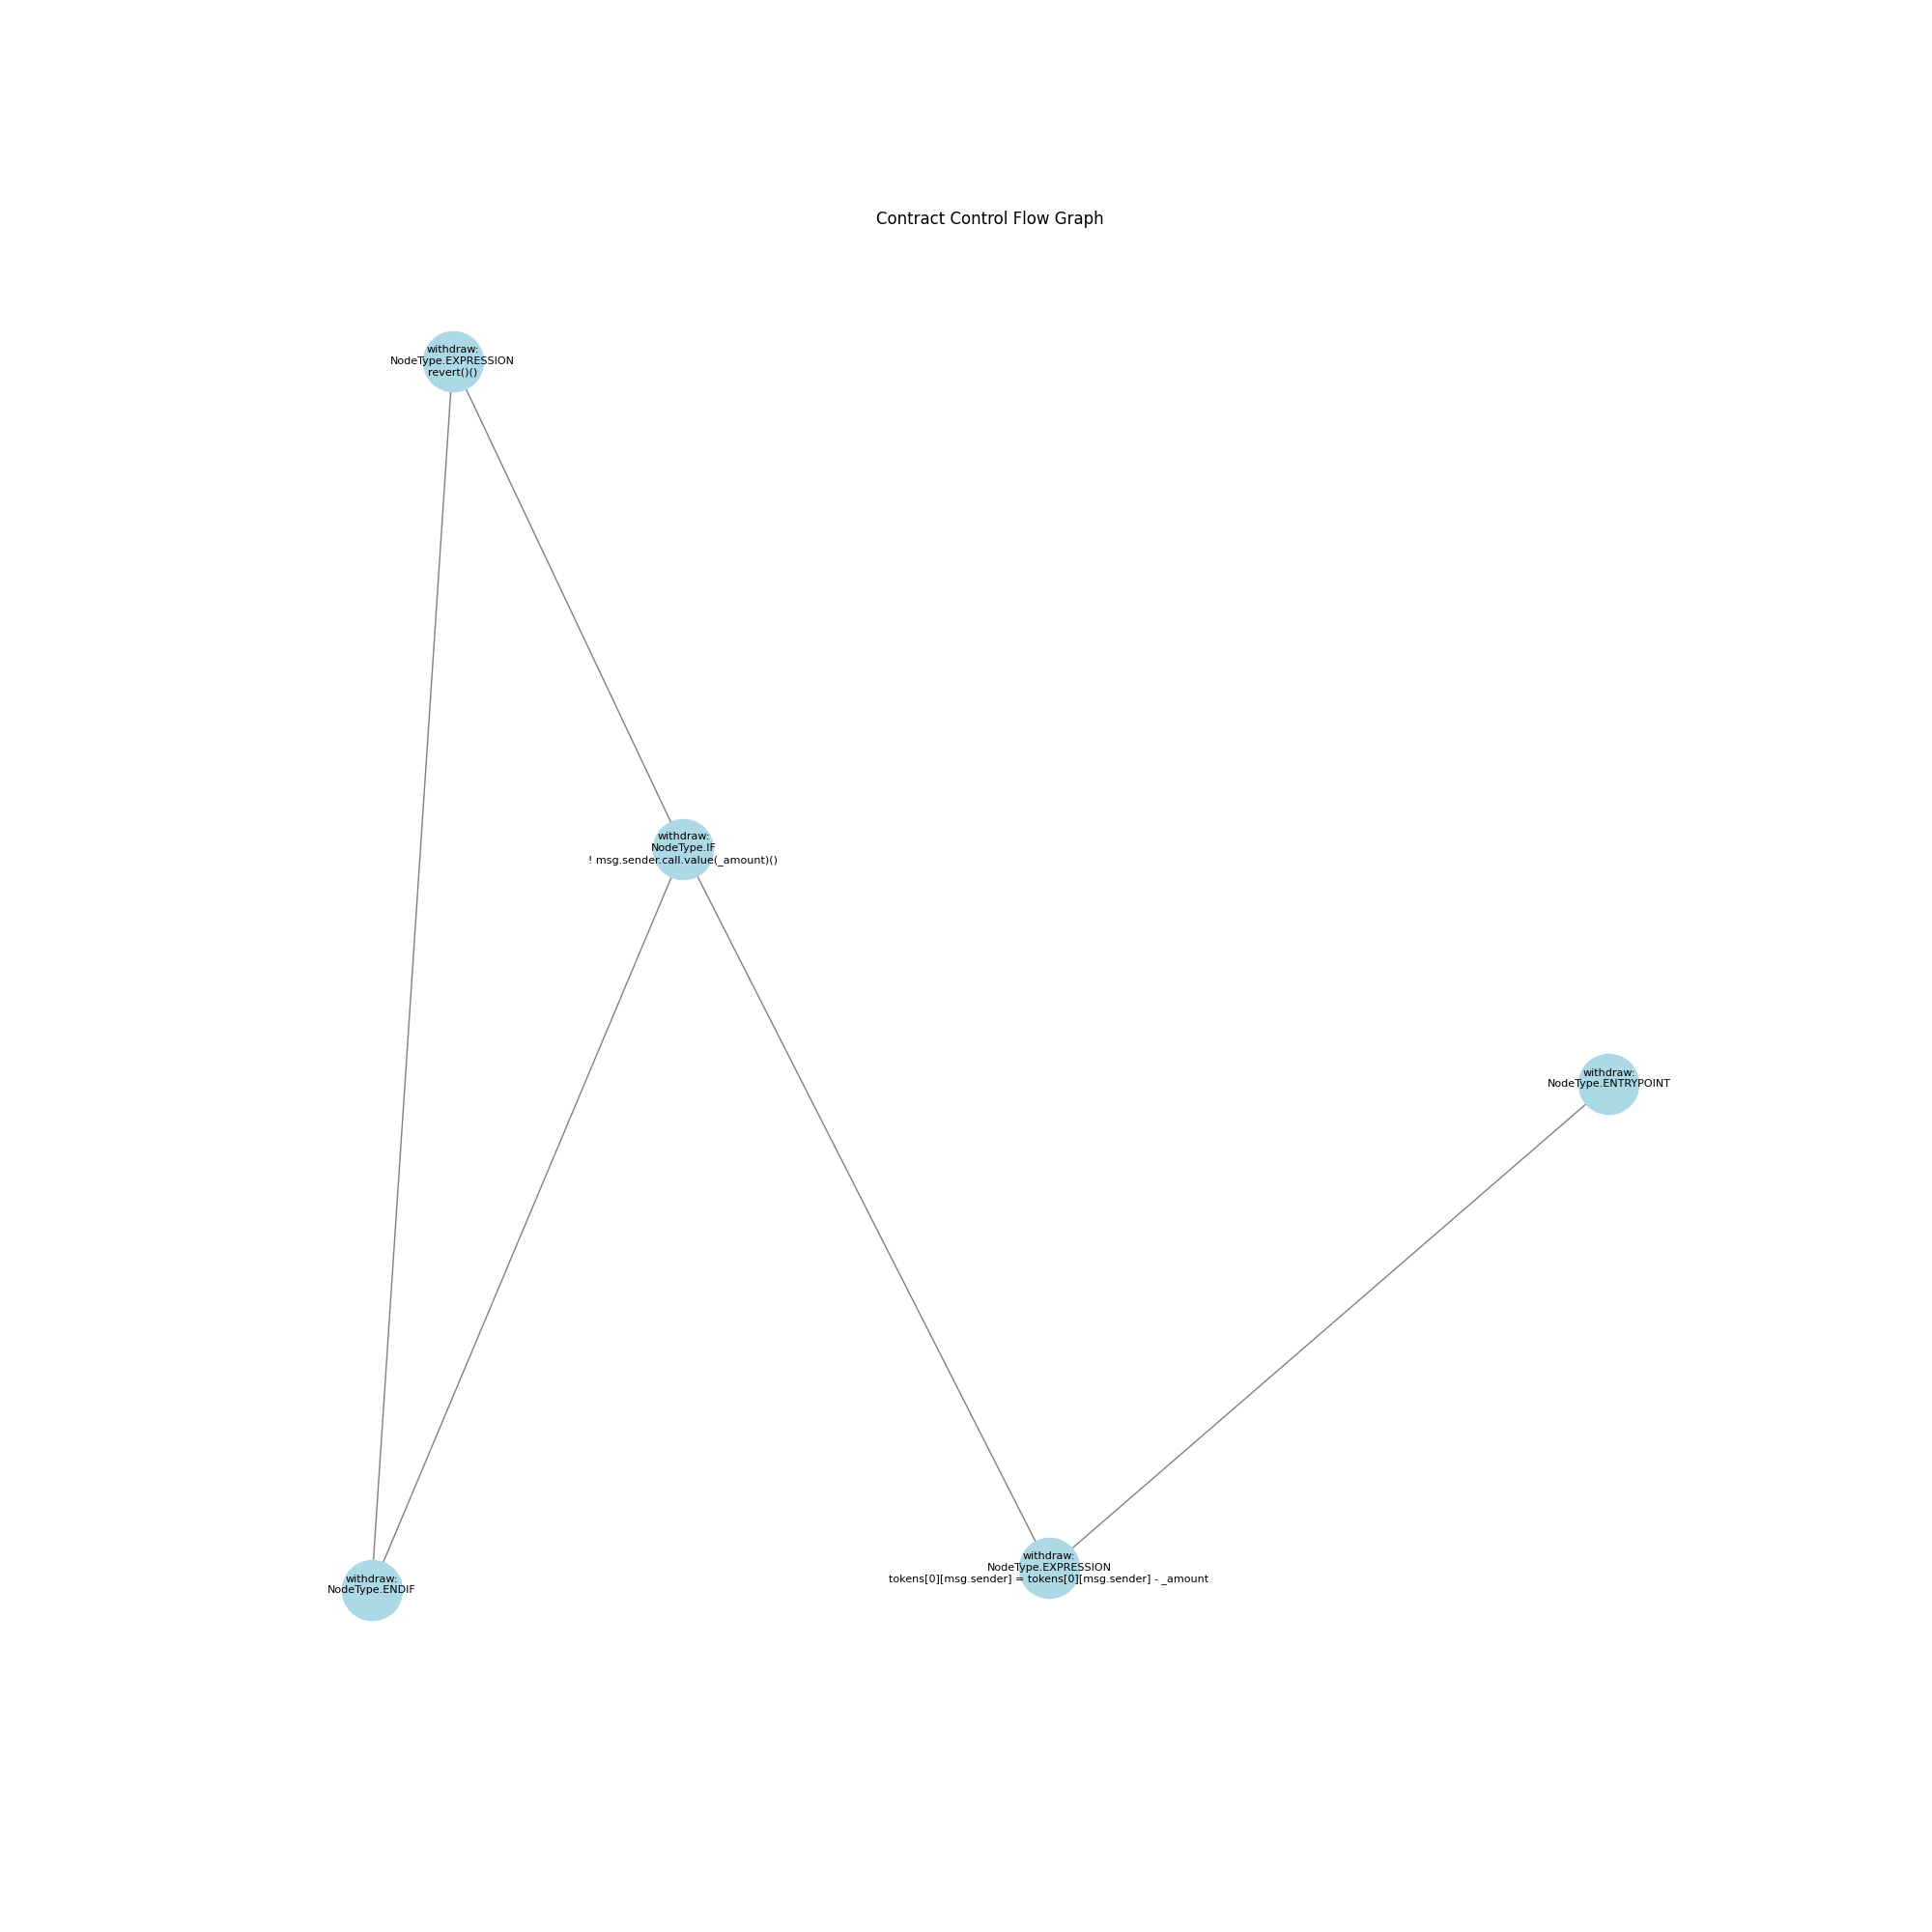 Contract Control Flow Graph
withdraw:
NodeType.EXPRESSION
revert()()
withdraw:
NodeType.IF
! msg.sender.call.value(_amount)()
withdraw:
NodeType.ENTRYPOINT
withdraw:
NodeType.EXPRESSION
tokens[0][msg.sender] = tokens[0][msg.sender] - _amount
withdraw:
NodeType.ENDIF